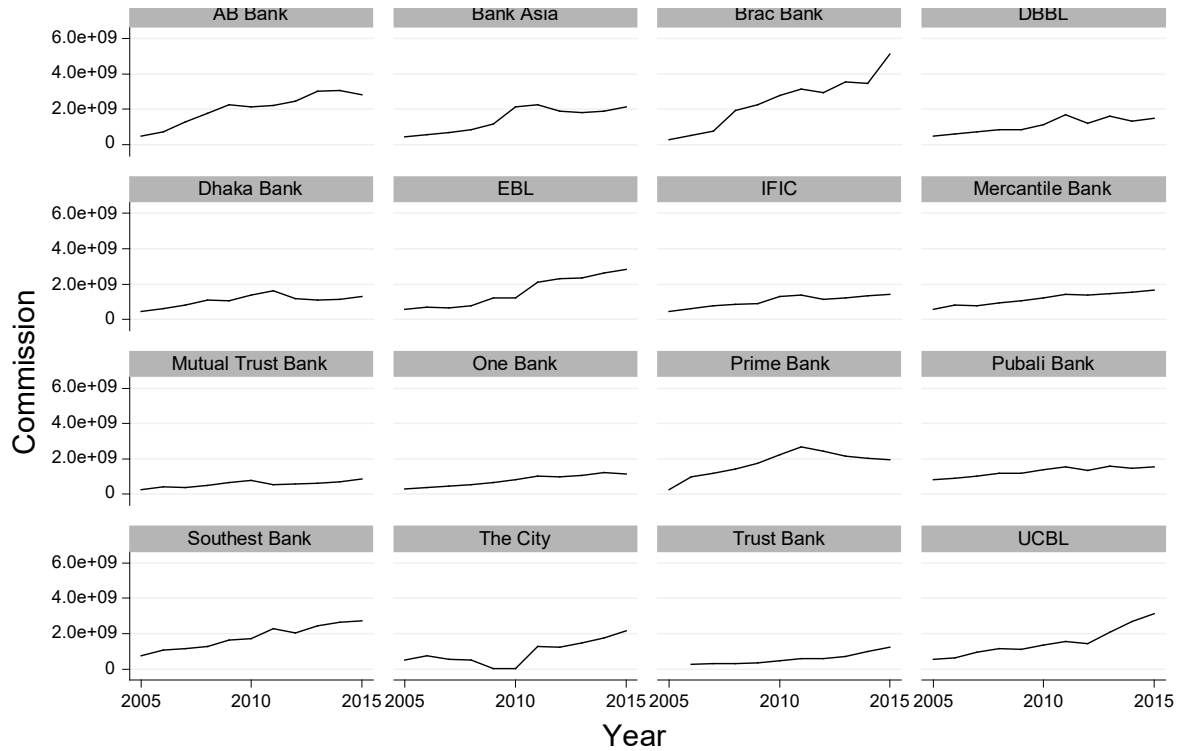 AB Bank Bank Asia Brac Bank DBBL
6.0e+09
4.0e+09
2.0e+09
0
Dhaka Bank EBL IFIC Mercantile Bank
6.0e+09
4.0e+09
2.0e+09
0
Mutual Trust Bank One Bank Prime Bank Pubali Bank
6.0e+09
4.0e+09
2.0e+09
0
Southest Bank The City Trust Bank UCBL
6.0e+09
4.0e+09
2.0e+09
0
2005 2010 2015 2005 2010 2015 2005 2010 2015 2005 2010 2015
Commission
Year